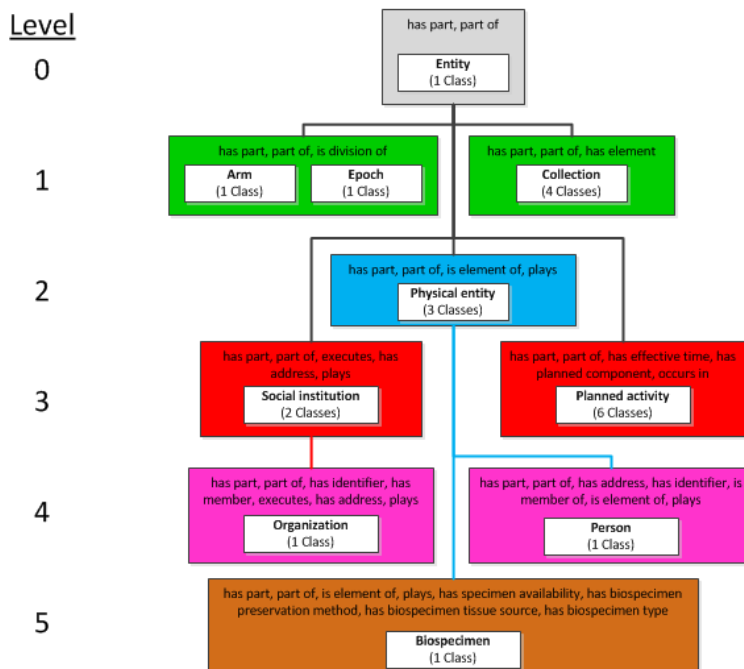 Level
0
has part, part of
Entity
(1 Class)
1
has part, part of, is division of
Arm
(1 Class)
Epoch
(1 Class)
has part, part of, has element
Collection
(4 Classes)
2
has part, part of, is element of, plays
Physical entity
(3 Classes)
3
has part, part of, executes, has
address, plays
Social institution
(2 Classes)
has part, part of, has effective time, has
planned component, occurs in
Planned activity
(6 Classes)
4
has part, part of, has identifier, has
member, executes, has address, plays
Organization
(1 Class)
has part, part of, has address, has identifier, is
member of, is element of, plays
Person
(1 Class)
5
has part, part of, is element of, plays, has specimen availability, has biospecimen
preservation method, has biospecimen tissue source, has biospecimen type
Biospecimen
(1 Class)